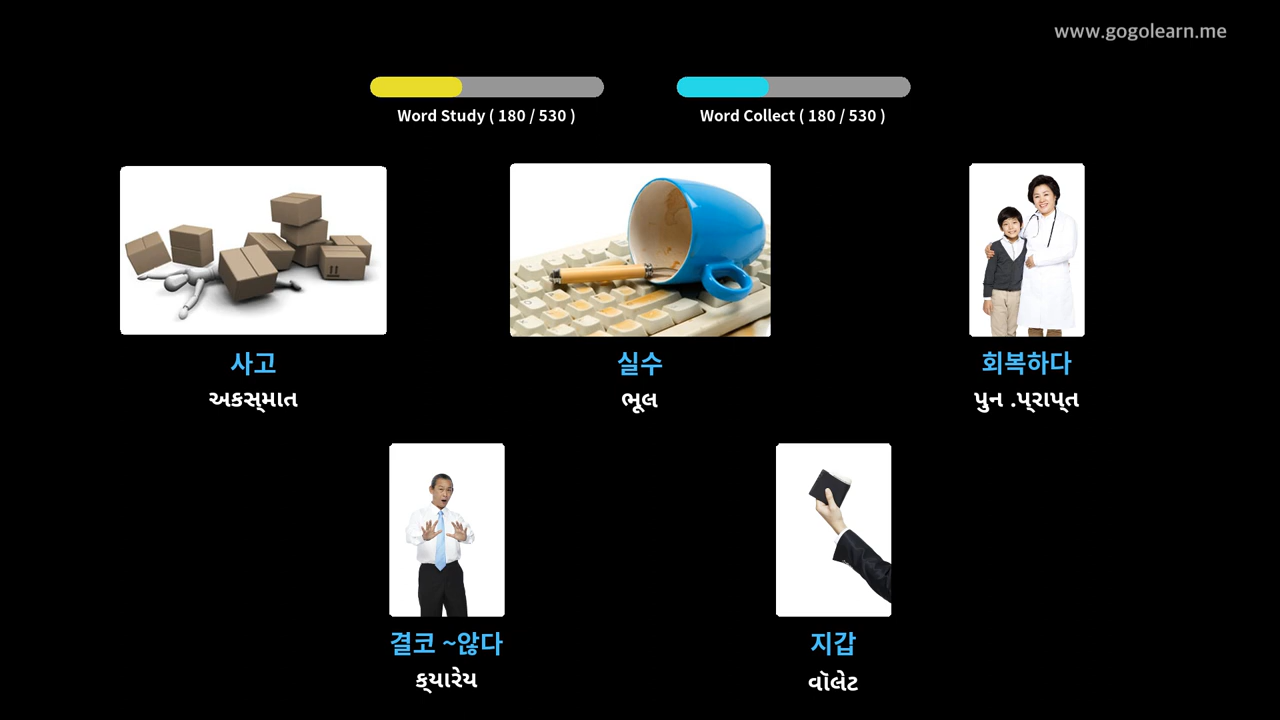 www.gogolearn.me
Word Study ( 180 / 530 )
Word Collect ( 180 / 530 )
사고
અકસ્માત
실수
ભૂલ
회복하다
પુન .પ્રાપ્ત
결코 ~않다
ક્યારેય
지갑
વૉલેટ